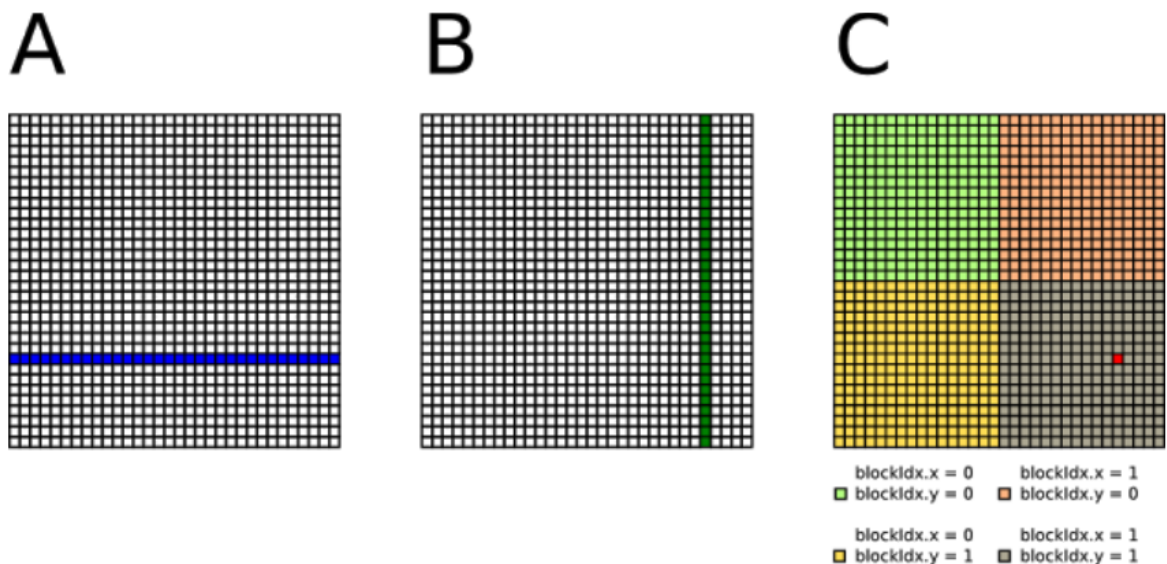 A B C
blockIdx.x = 0 blockIdx.x = 1
blockIdx.y = 0 blockIdx.y = 0
blockIdx.x = 0 blockIdx.x = 1
blockIdx.y = 1 blockIdx.y = 1